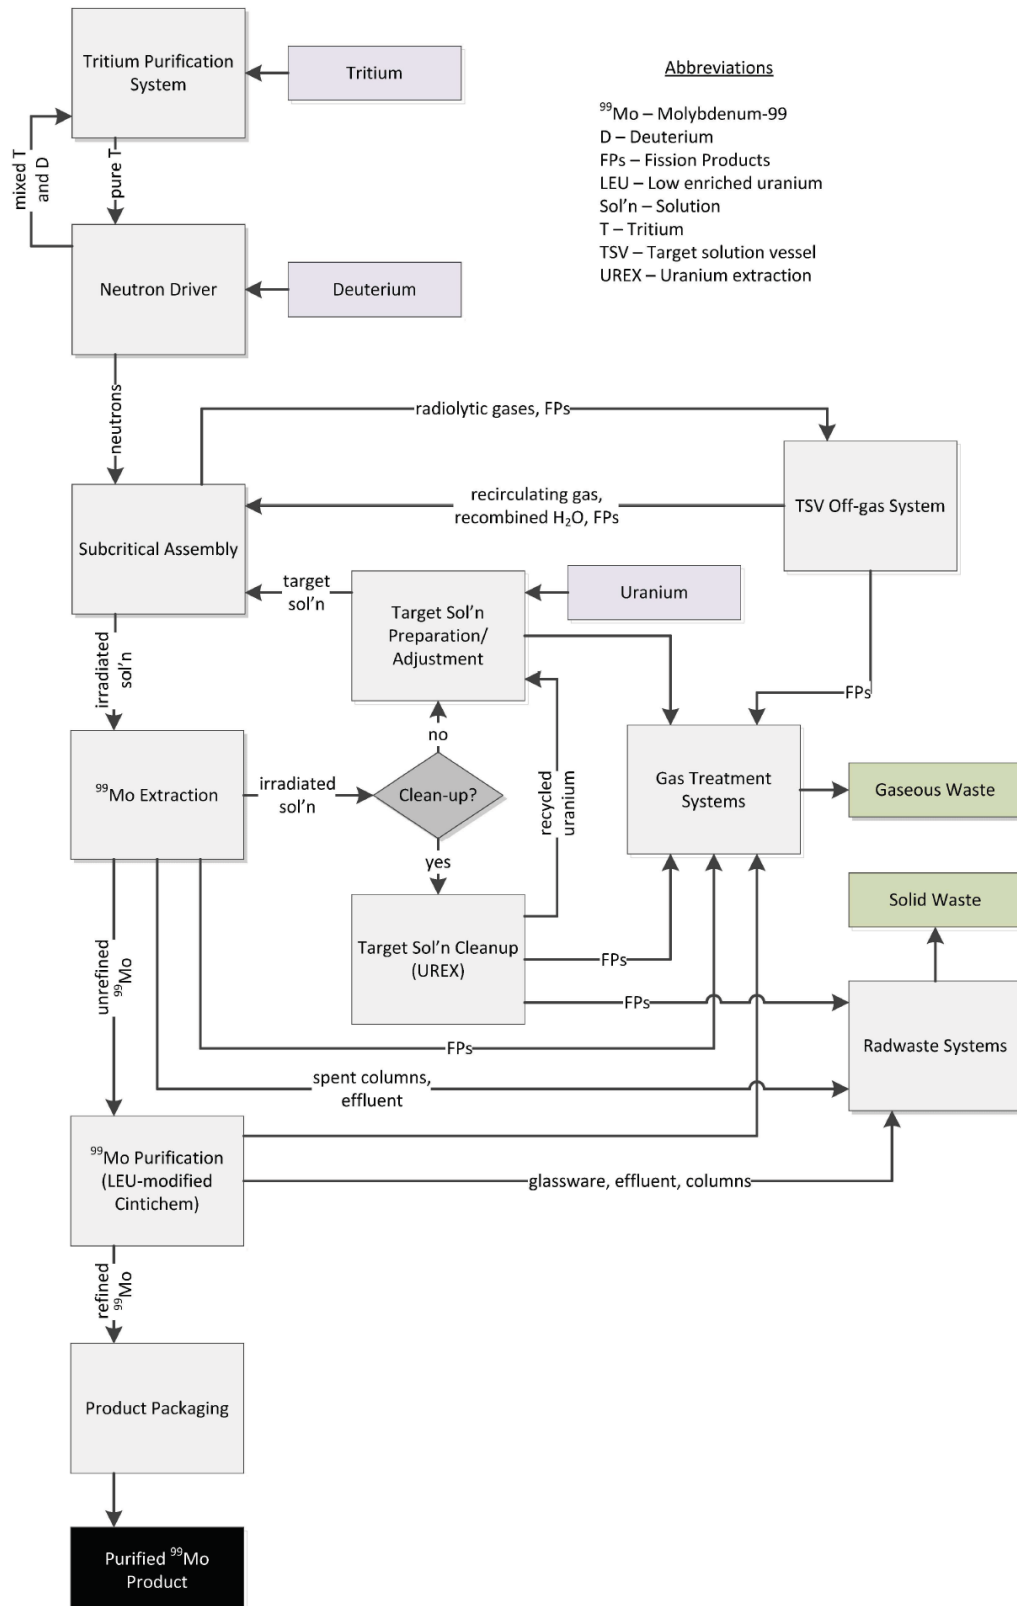 Tritium Purification
System
Tritium
Abbreviations
⁹⁹Mo – Molybdenum-99
D – Deuterium
FPs – Fission Products
LEU – Low enriched uranium
Sol'n – Solution
T – Tritium
TSV – Target solution vessel
UREX – Uranium extraction
mixed T
and D
pure T
Neutron Driver
Deuterium
neutrons
radiolytic gases, FPs
Subcritical Assembly
recirculating gas,
recombined H₂O, FPs
TSV Off-gas System
target
sol'n
Target Sol'n
Preparation/
Adjustment
Uranium
irradiated
sol'n
FPs
no
⁹⁹Mo Extraction
irradiated
sol'n
Clean-up?
recycled
uranium
Gas Treatment
Systems
Gaseous Waste
yes
Solid Waste
unrefined
⁹⁹Mo
Target Sol'n Cleanup
(UREX)
FPs
FPs
Radwaste Systems
FPs
spent columns,
effluent
⁹⁹Mo Purification
(LEU-modified
Cintichem)
glassware, effluent, columns
refined
⁹⁹Mo
Product Packaging
Purified ⁹⁹Mo
Product